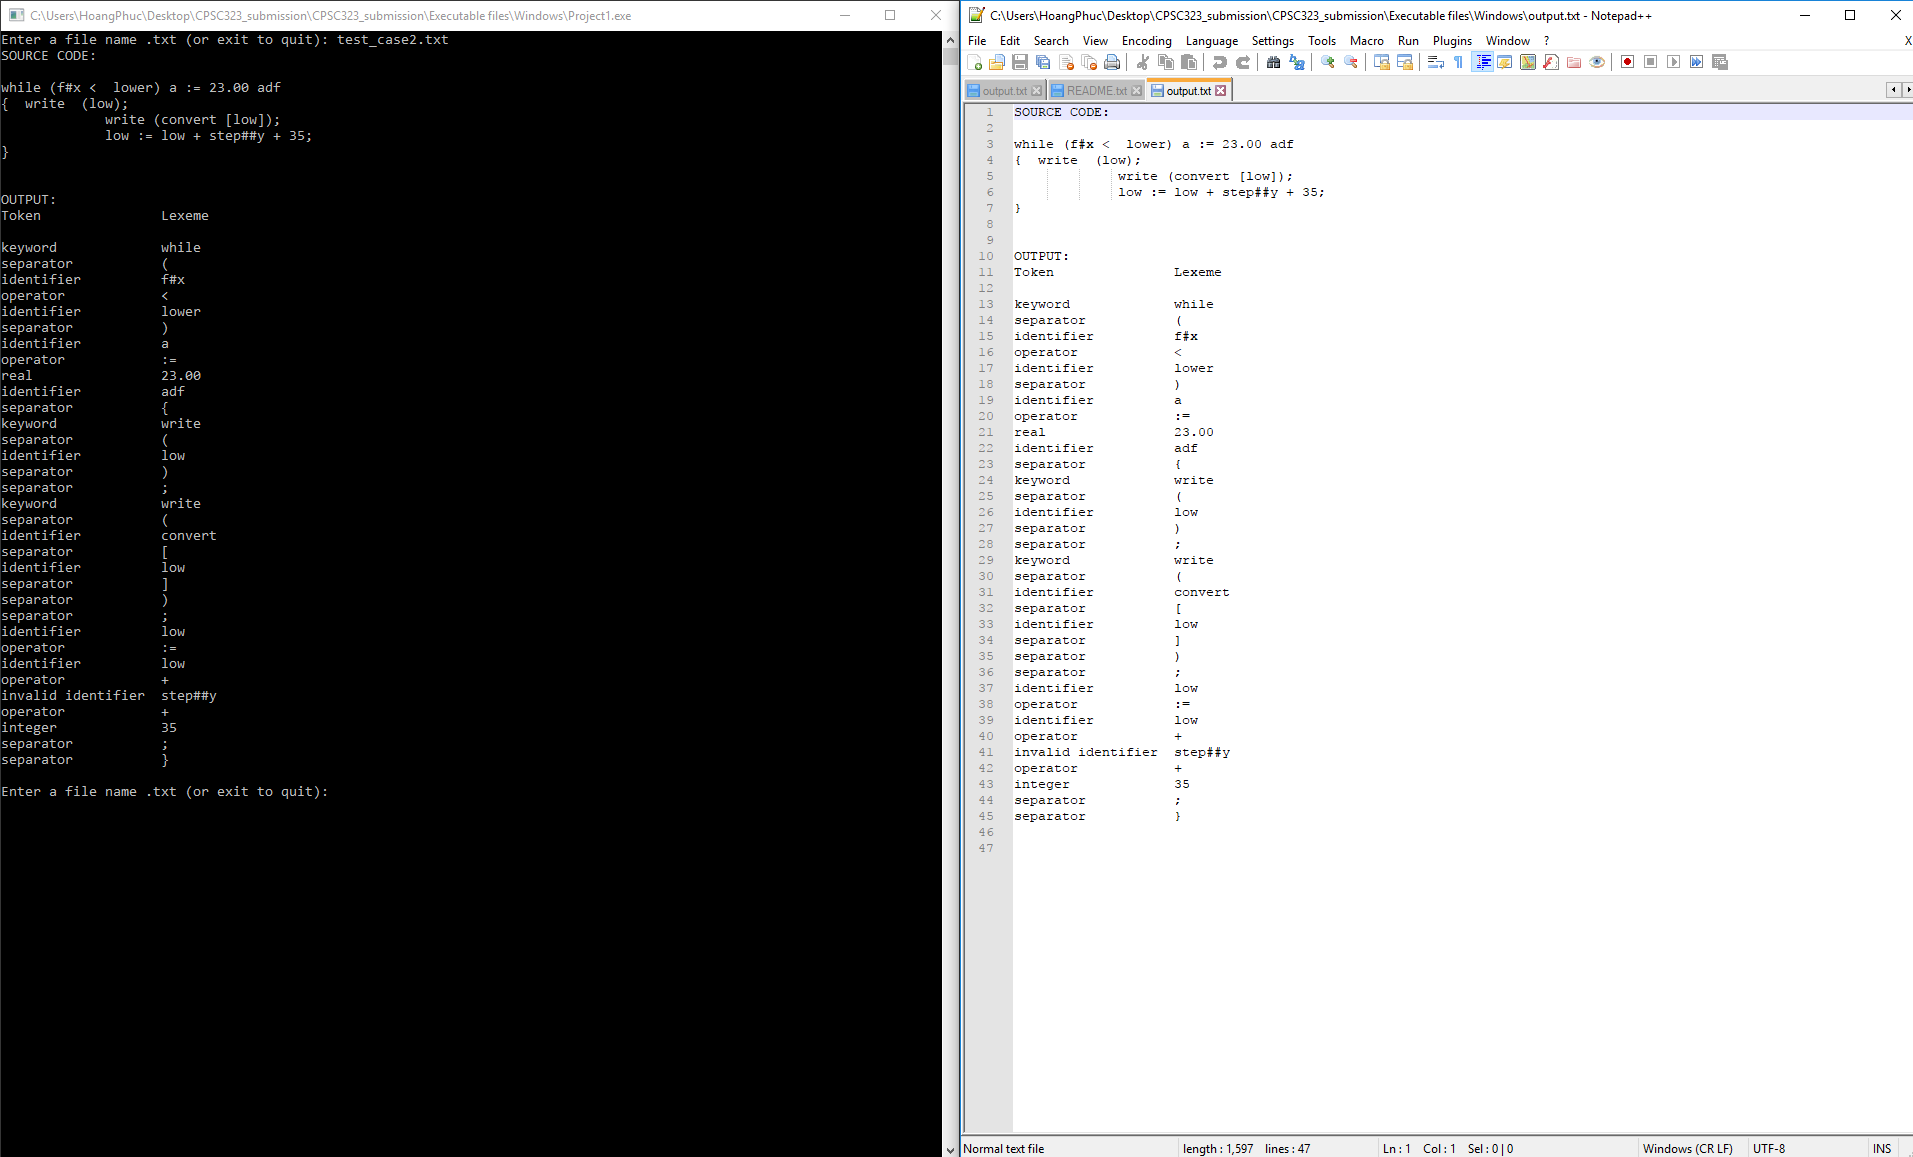 C:\Users\HoangPhuc\Desktop\CPSC323_submission\CPSC323_submission\Executable files\Windows\Project1.exe
Enter a file name .txt (or exit to quit): test_case2.txt
SOURCE CODE:
while (f#x <  lower) a := 23.00 adf
{  write  (low);
             write (convert [low]);
             low := low + step##y + 35;
}
OUTPUT:
Token               Lexeme
keyword             while
separator           (
identifier          f#x
operator            <
identifier          lower
separator           )
identifier          a
operator            :=
real                23.00
identifier          adf
separator           {
keyword             write
separator           (
identifier          low
separator           )
separator           ;
keyword             write
separator           (
identifier          convert
separator           [
identifier          low
separator           ]
separator           )
separator           ;
identifier          low
operator            :=
identifier          low
operator            +
invalid identifier  step##y
operator            +
integer             35
separator           ;
separator           }
Enter a file name .txt (or exit to quit):
C:\Users\HoangPhuc\Desktop\CPSC323_submission\CPSC323_submission\Executable files\Windows\output.txt - Notepad++
File Edit Search View Encoding Language Settings Tools Macro Run Plugins Window ? X
output.txt README.txt output.txt
1 SOURCE CODE:
2
3 while (f#x <  lower) a := 23.00 adf
4 {  write  (low);
5              write (convert [low]);
6              low := low + step##y + 35;
7 }
8
9
10 OUTPUT:
11 Token               Lexeme
12
13 keyword             while
14 separator           (
15 identifier          f#x
16 operator            <
17 identifier          lower
18 separator           )
19 identifier          a
20 operator            :=
21 real                23.00
22 identifier          adf
23 separator           {
24 keyword             write
25 separator           (
26 identifier          low
27 separator           )
28 separator           ;
29 keyword             write
30 separator           (
31 identifier          convert
32 separator           [
33 identifier          low
34 separator           ]
35 separator           )
36 separator           ;
37 identifier          low
38 operator            :=
39 identifier          low
40 operator            +
41 invalid identifier  step##y
42 operator            +
43 integer             35
44 separator           ;
45 separator           }
46
47
Normal text file length : 1,597 lines : 47 Ln : 1 Col : 1 Sel : 0 | 0 Windows (CR LF) UTF-8 INS